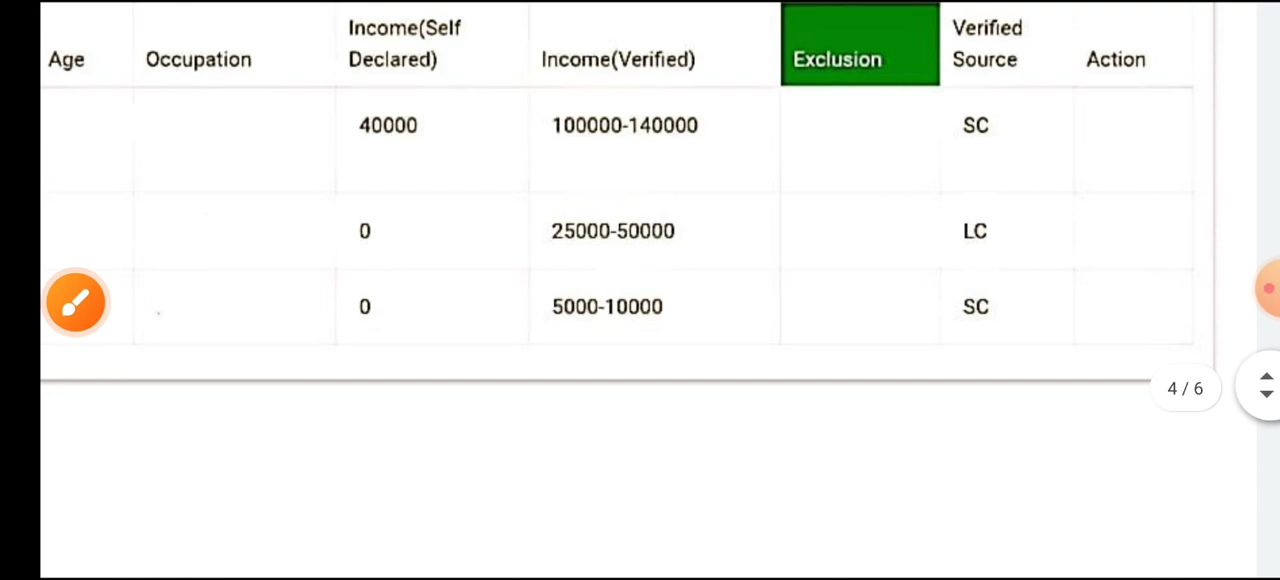 Age Occupation Income(Self Declared) Income(Verified) Exclusion Verified Source Action
40000 100000-140000 SC
0 25000-50000 LC
0 5000-10000 SC
4 / 6